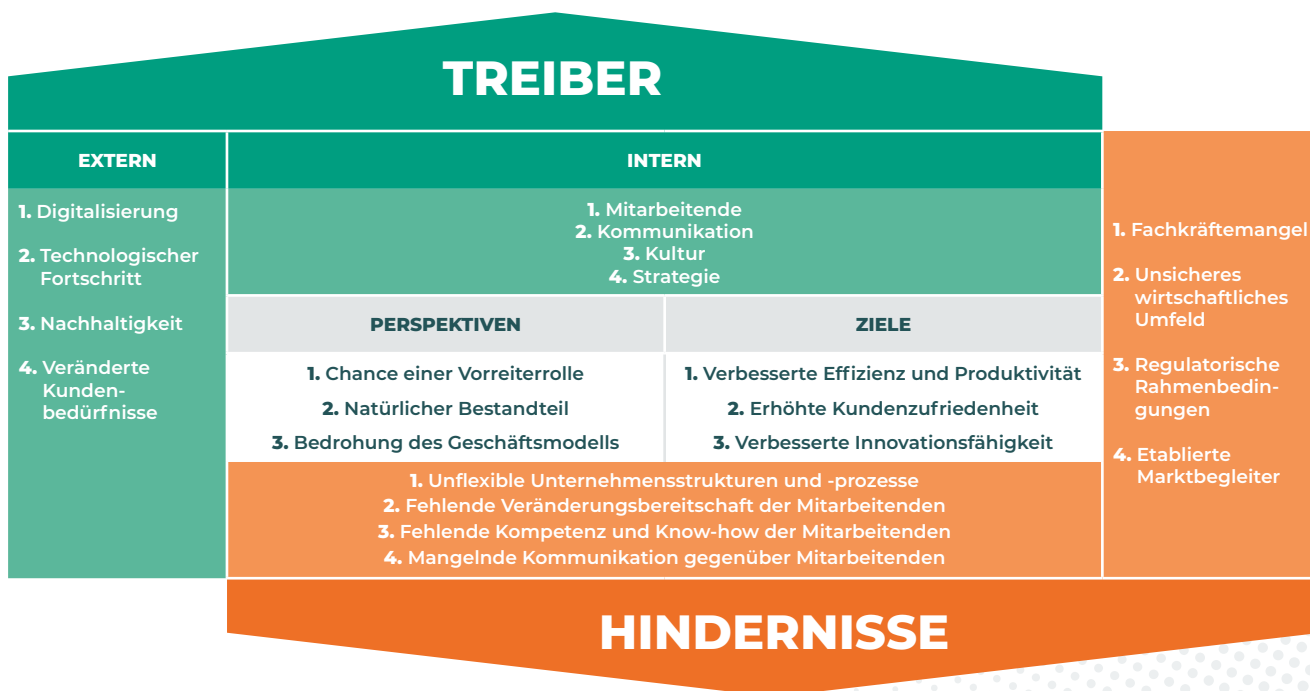 TREIBER
EXTERN
1. Digitalisierung
2. Technologischer
Fortschritt
3. Nachhaltigkeit
4. Veränderte
Kunden-
bedürfnisse
INTERN
1. Mitarbeitende
2. Kommunikation
3. Kultur
4. Strategie
PERSPEKTIVEN
1. Chance einer Vorreiterrolle
2. Natürlicher Bestandteil
3. Bedrohung des Geschäftsmodells
ZIELE
1. Verbesserte Effizienz und Produktivität
2. Erhöhte Kundenzufriedenheit
3. Verbesserte Innovationsfähigkeit
1. Unflexible Unternehmensstrukturen und -prozesse
2. Fehlende Veränderungsbereitschaft der Mitarbeitenden
3. Fehlende Kompetenz und Know-how der Mitarbeitenden
4. Mangelnde Kommunikation gegenüber Mitarbeitenden
1. Fachkräftemangel
2. Unsicheres
wirtschaftliches
Umfeld
3. Regulatorische
Rahmenbedin-
gungen
4. Etablierte
Marktbegleiter
HINDERNISSE